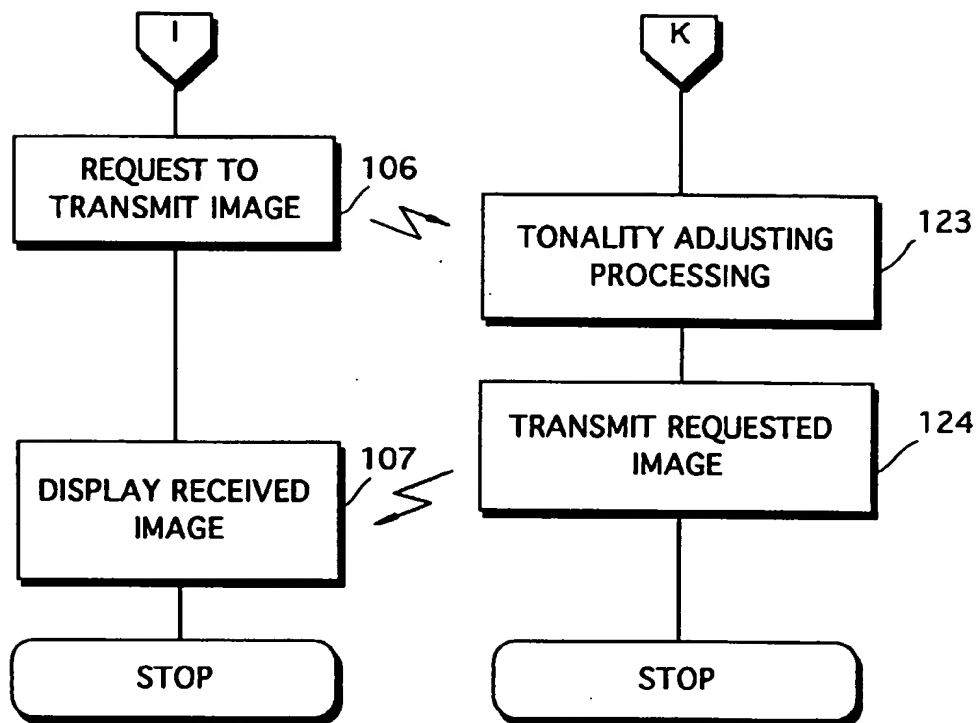 I
REQUEST TO
TRANSMIT IMAGE
106
DISPLAY RECEIVED
IMAGE
107
STOP
K
TONALITY ADJUSTING
PROCESSING
123
TRANSMIT REQUESTED
IMAGE
124
STOP